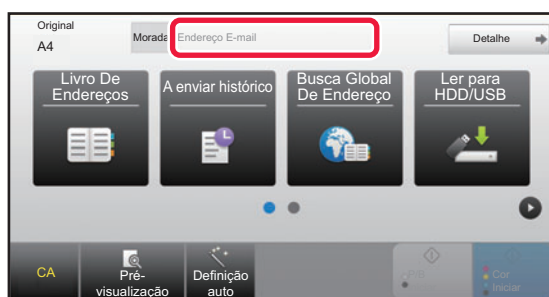 Original
A4
Morada
Endereço E-mail
Detalhe
Livro De
Endereços
A enviar histórico
Busca Global
De Endereço
Ler para
HDD/USB
CA
Pré-
visualização
Definição
auto
P/B
Cor
Iniciar